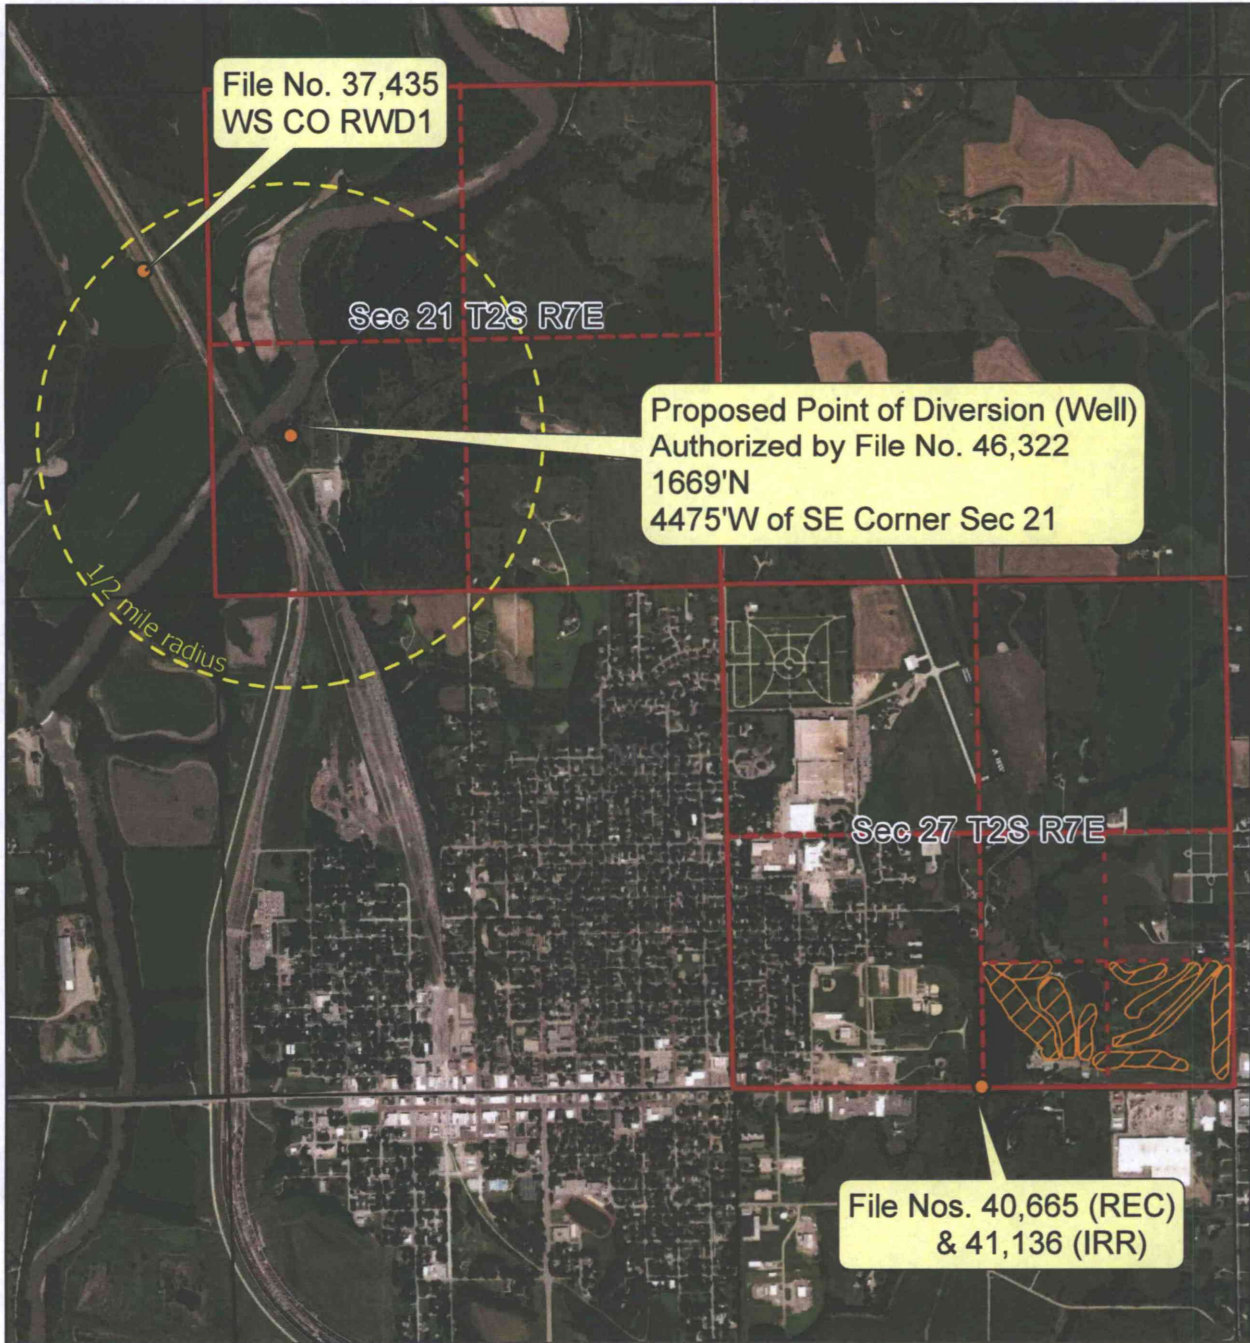 File No. 37,435
WS CO RWD1
Sec 21 T2S R7E
Proposed Point of Diversion (Well)
Authorized by File No. 46,322
1669'N
4475'W of SE Corner Sec 21
1/2 mile radius
Sec 27 T2S R7E
File Nos. 40,665 (REC)
& 41,136 (IRR)